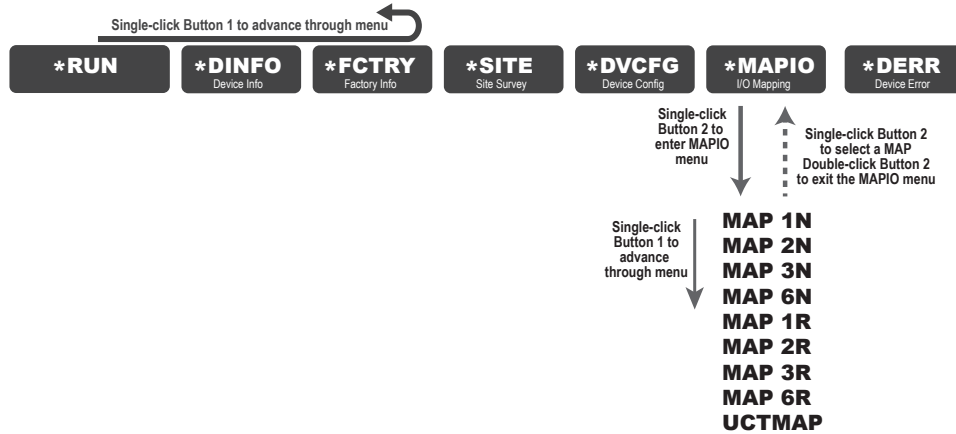 Single-click Button 1 to advance through menu
*RUN
*DINFO
Device Info
*FCTRY
Factory Info
*SITE
Site Survey
*DVCFG
Device Config
*MAPIO
I/O Mapping
*DERR
Device Error
Single-click
Button 2 to
enter MAPIO
menu
Single-click Button 2
to select a MAP
Double-click Button 2
to exit the MAPIO menu
Single-click
Button 1 to
advance
through menu
MAP 1N
MAP 2N
MAP 3N
MAP 6N
MAP 1R
MAP 2R
MAP 3R
MAP 6R
UCTMAP